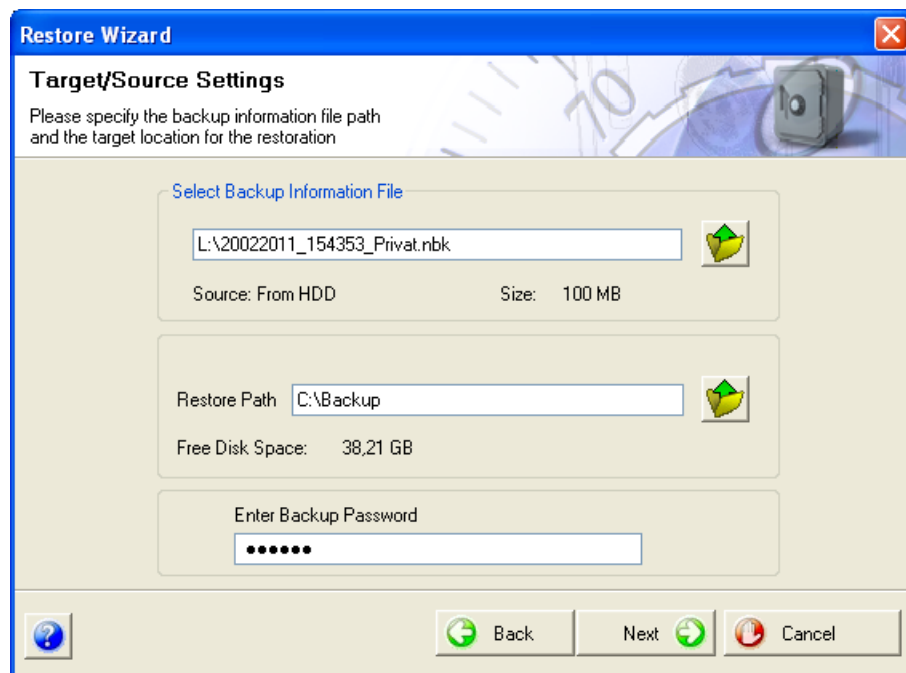 Restore Wizard
Target/Source Settings
Please specify the backup information file path
and the target location for the restoration
70
Select Backup Information File
L:\20022011_154353_Privat.nbk
Source: From HDD Size: 100 MB
Restore Path C:\Backup
Free Disk Space: 38,21 GB
Enter Backup Password
••••••
? Back Next Cancel